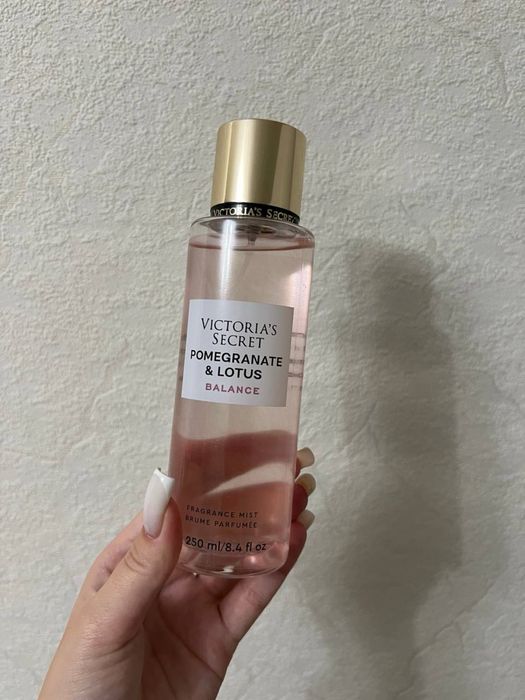 VICTORIA'S SECRET
VICTORIA'S
SECRET
POMEGRANATE
& LOTUS
BALANCE
FRAGRANCE MIST
BRUME PARFUMÉE
250 ml/8.4 fl oz